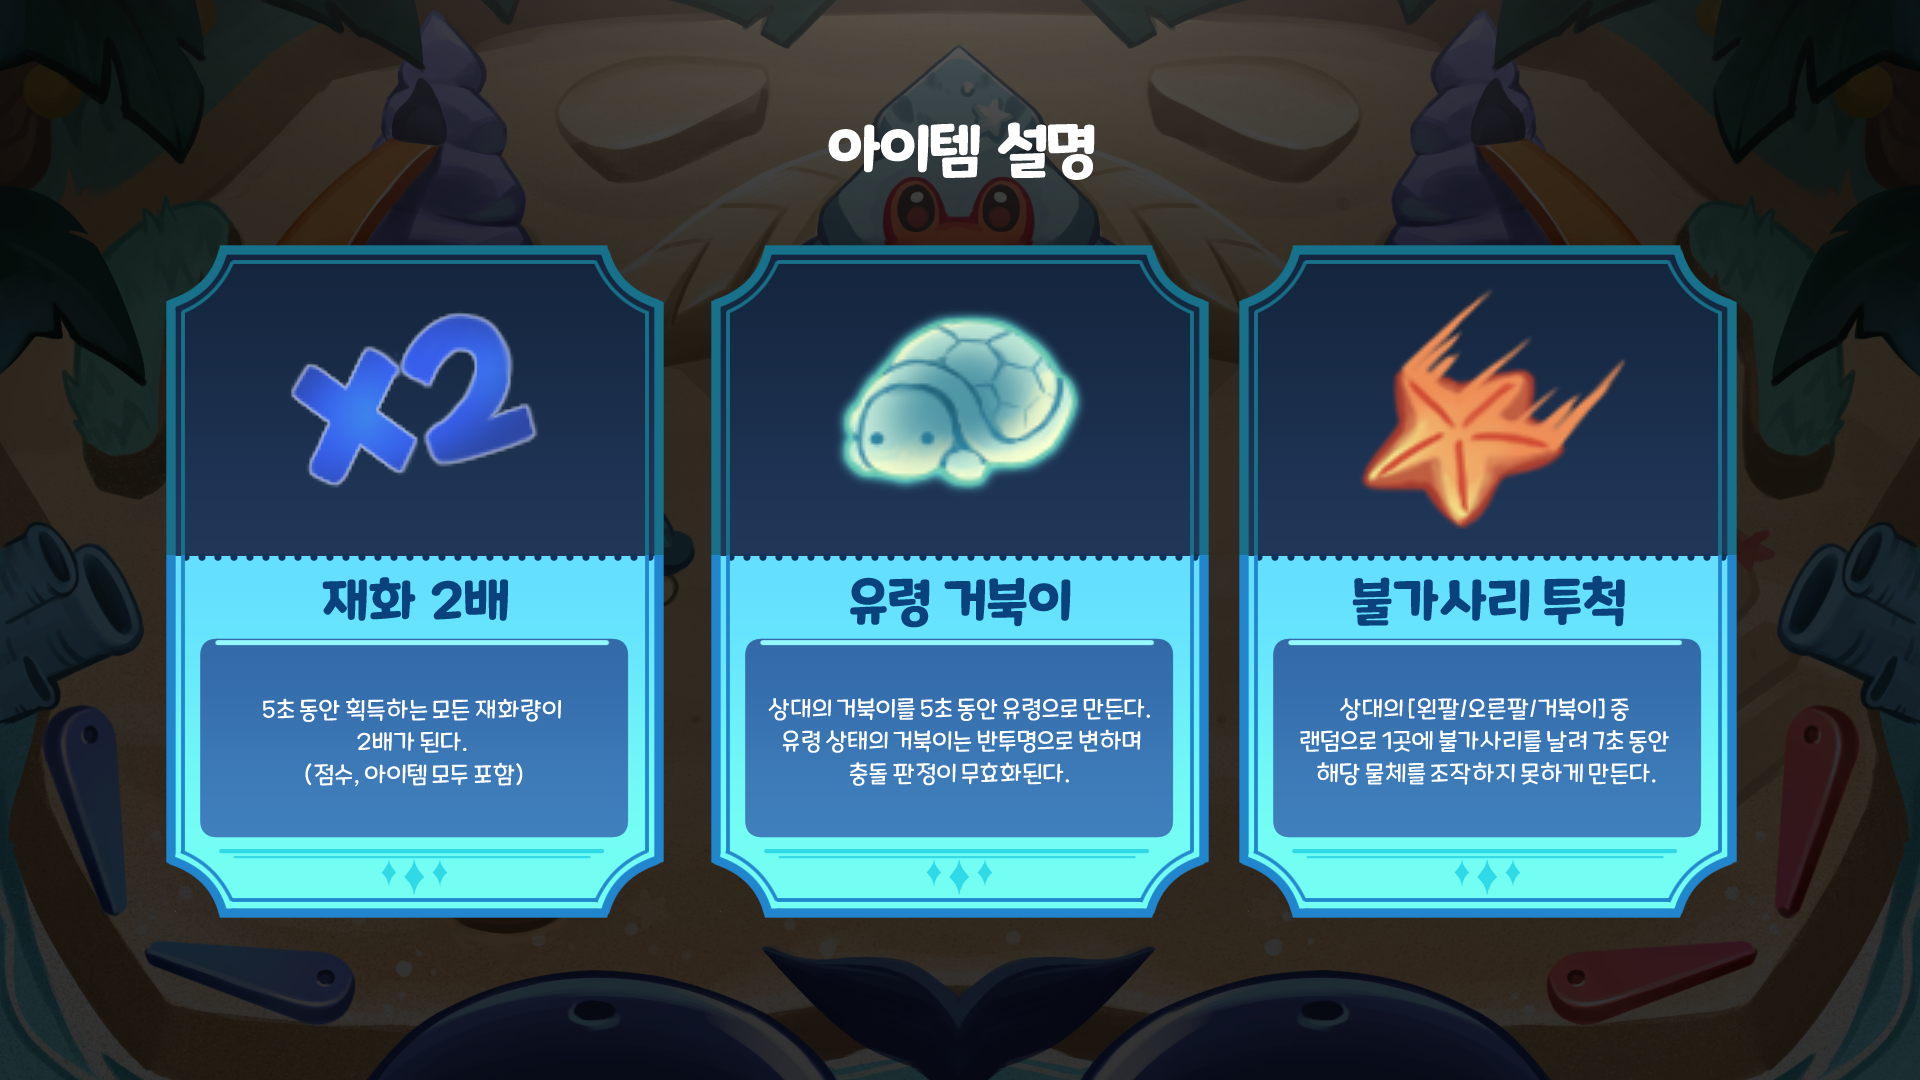 아이템 설명
x2
재화 2배
5초 동안 획득하는 모든 재화량이
2배가 된다.
(점수, 아이템 모두 포함)
유령 거북이
상대의 거북이를 5초 동안 유령으로 만든다.
유령 상태의 거북이는 반투명으로 변하며
충돌 판정이 무효화된다.
불가사리 투척
상대의 [왼팔/오른팔/거북이] 중
랜덤으로 1곳에 불가사리를 날려 7초 동안
해당 물체를 조작하지 못하게 만든다.